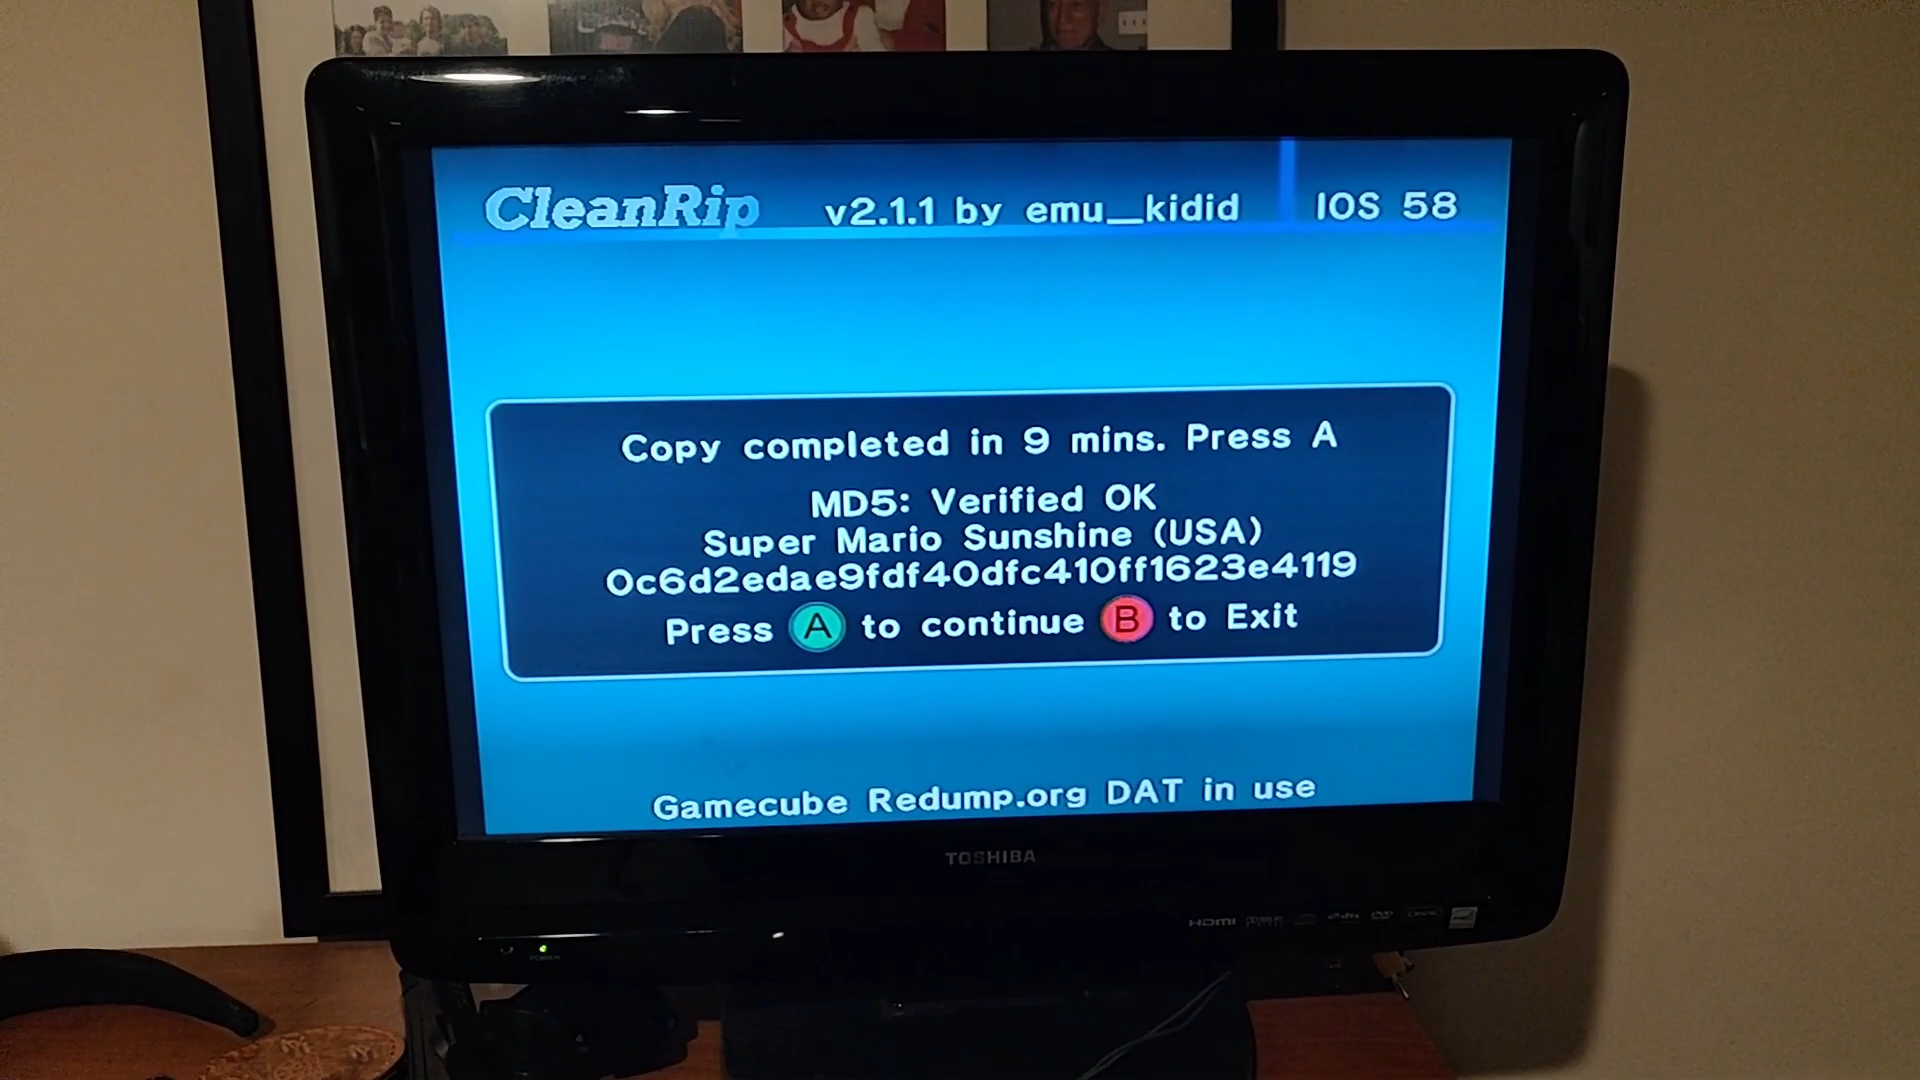 CleanRip v2.1.1 by emu_kidid IOS 58
Copy completed in 9 mins. Press A
MD5: Verified OK
Super Mario Sunshine (USA)
0c6d2edae9fdf40dfc410ff1623e4119
Press A to continue B to Exit
Gamecube Redump.org DAT in use
TOSHIBA
HDMI
POWER